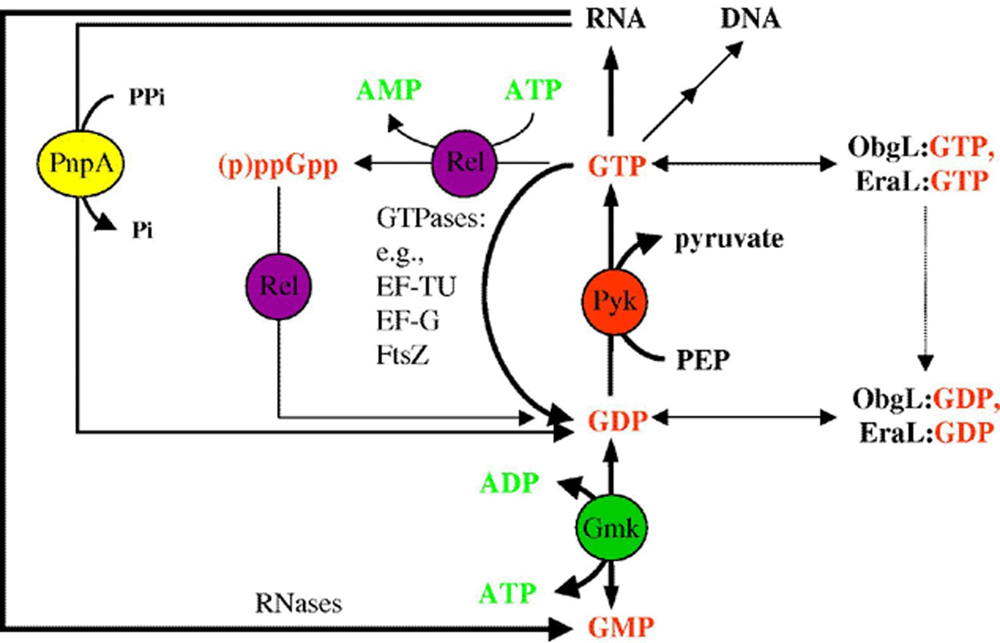 RNA
DNA
PPi
AMP
ATP
PnpA
(p)ppGpp
Rel
GTP
ObgL:GTP,
EraL:GTP
Pi
GTPases:
e.g.,
EF-TU
EF-G
FtsZ
pyruvate
Rel
Pyk
PEP
GDP
ObgL:GDP,
EraL:GDP
ADP
Gmk
ATP
RNases
GMP